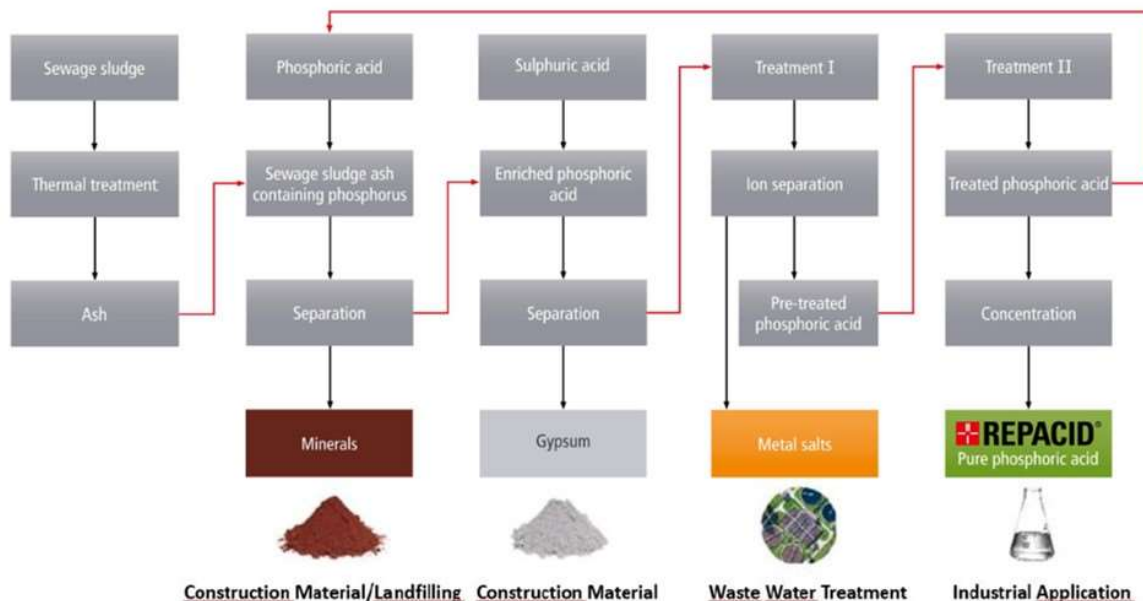 Sewage sludge
Phosphoric acid
Sulphuric acid
Treatment I
Treatment II
Thermal treatment
Sewage sludge ash
containing phosphorus
Enriched phosphoric
acid
Ion separation
Treated phosphoric acid
Ash
Separation
Separation
Pre-treated
phosphoric acid
Concentration
Minerals
Gypsum
Metal salts
REPACID®
Pure phosphoric acid
Construction Material/Landfilling
Construction Material
Waste Water Treatment
Industrial Application